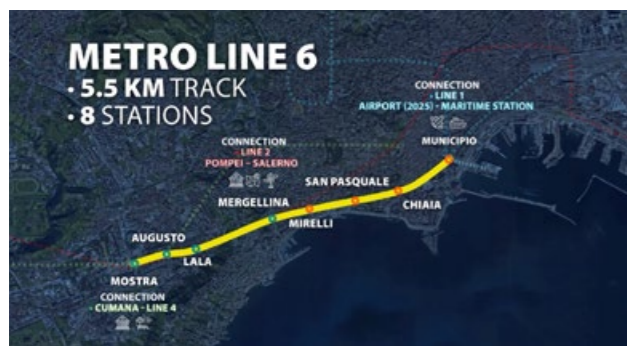 METRO LINE 6
· 5.5 KM TRACK
· 8 STATIONS
CONNECTION
· LINE 1
AIRPORT (2025) - MARITIME STATION
MUNICIPIO
CONNECTION
· LINE 2
POMPEI - SALERNO
SAN PASQUALE
MERGELLINA
CHIAIA
MIRELLI
AUGUSTO
LALA
MOSTRA
CONNECTION
· CUMANA - LINE 4